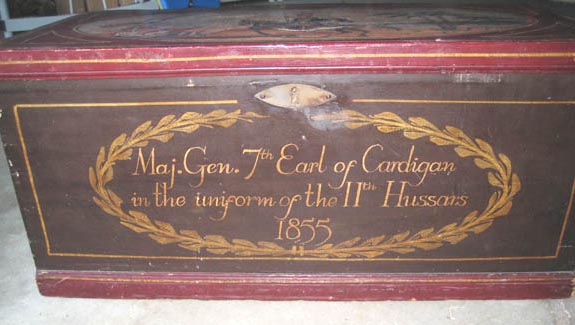 Maj. Gen. 7th Earl of Cardigan
in the uniform of the 11th Hussars
1855